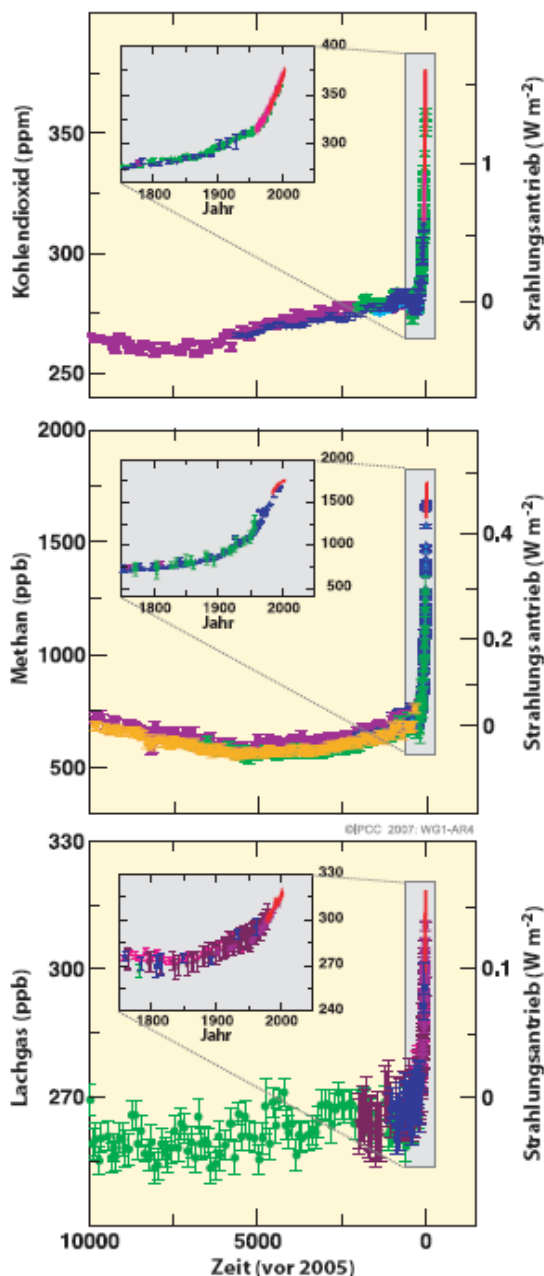 400
350
300
1800 1900 2000
Jahr
Kohlendioxid (ppm)
350
300
250
1
0
Strahlungsantrieb (W m-2)
2000
1500
1000
500
2000
1500
1000
500
1800 1900 2000
Jahr
Methan (ppb)
0.4
0.2
0
Strahlungsantrieb (W m-2)
©IPCC 2007: WG1-AR4
330
300
270
330
300
270
240
1800 1900 2000
Jahr
Lachgas (ppb)
0.1
0
Strahlungsantrieb (W m-2)
10000 5000 0
Zeit (vor 2005)